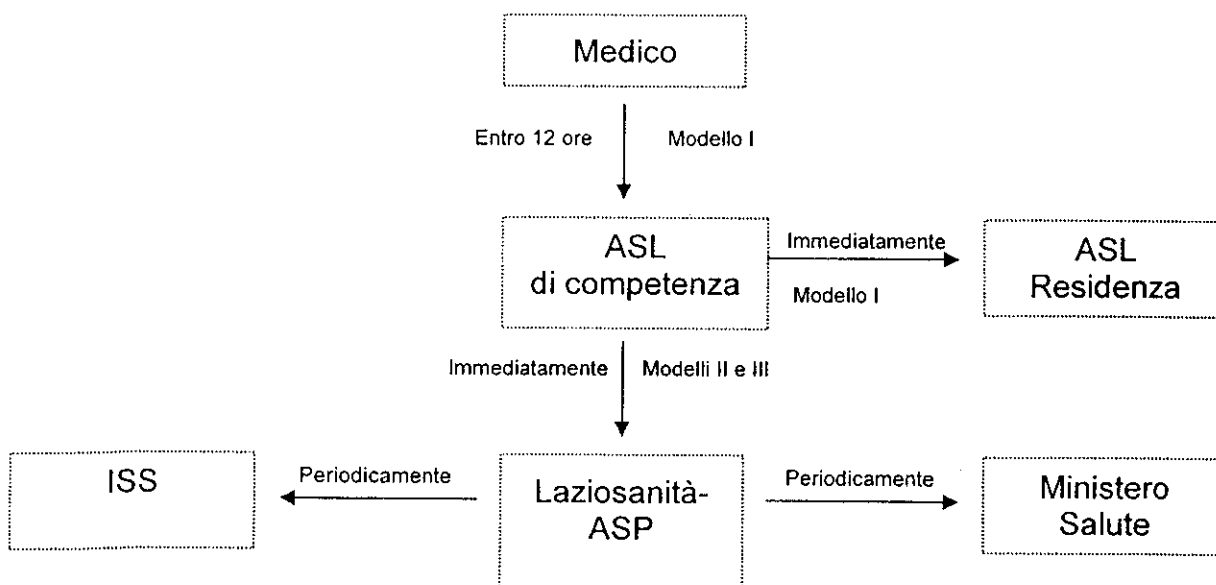 Medico
Entro 12 ore
Modello I
ASL
di competenza
Immediatamente
Modello I
ASL
Residenza
Immediatamente
Modelli II e III
ISS
Periodicamente
Laziosanità-
ASP
Periodicamente
Ministero
Salute